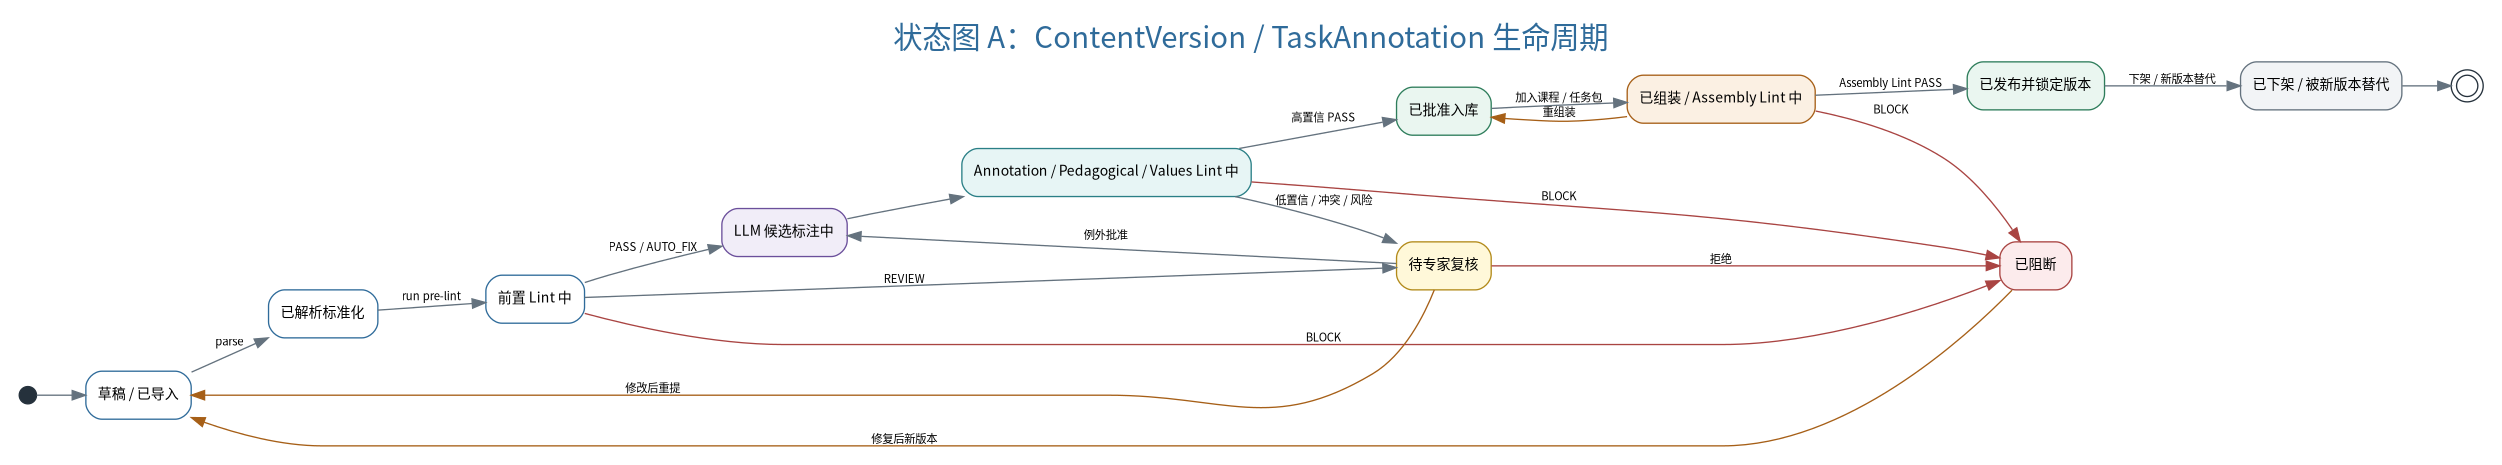 状态图 A：ContentVersion / TaskAnnotation 生命周期
草稿 / 已导入
parse
已解析标准化
run pre-lint
前置 Lint 中
PASS / AUTO_FIX
LLM 候选标注中
Annotation / Pedagogical / Values Lint 中
高置信 PASS
已批准入库
加入课程 / 任务包
重组装
已组装 / Assembly Lint 中
Assembly Lint PASS
BLOCK
已发布并锁定版本
下架 / 新版本替代
已下架 / 被新版本替代
低置信 / 冲突 / 风险
BLOCK
例外批准
REVIEW
待专家复核
拒绝
已阻断
BLOCK
修改后重提
修复后新版本